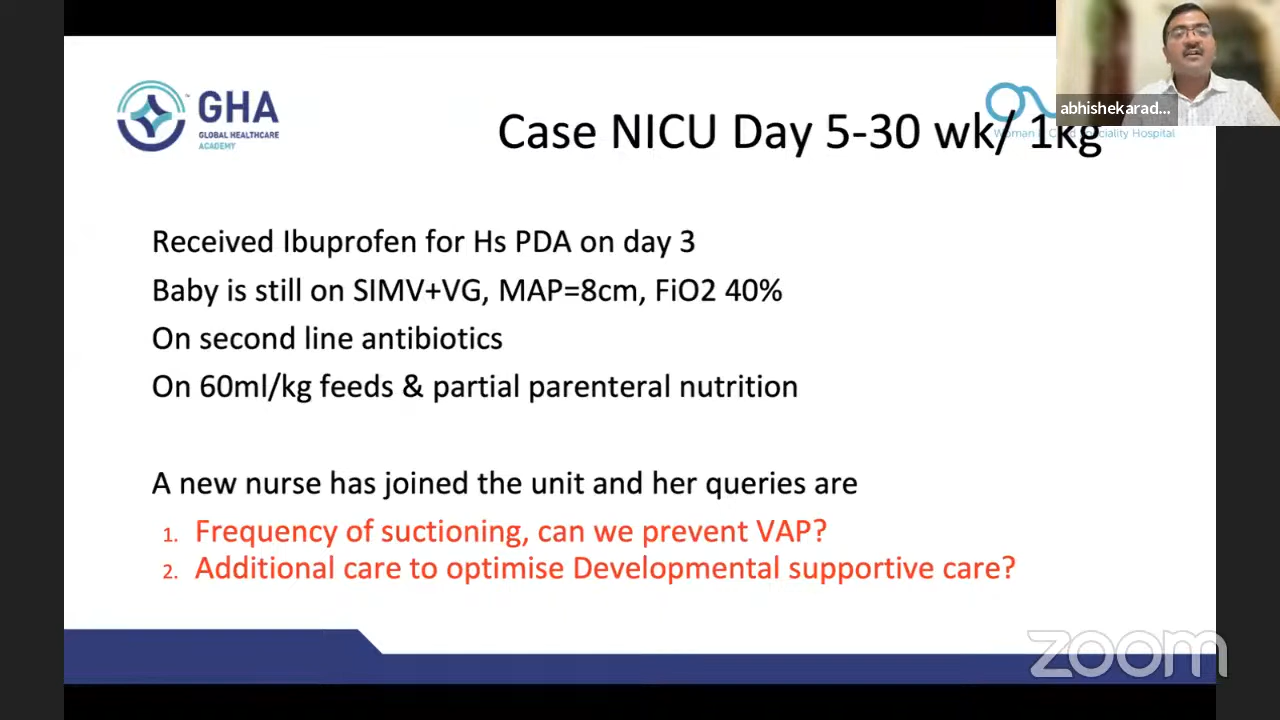 GHA
GLOBAL HEALTHCARE
ACADEMY
abhishekarad...
Case NICU Day 5-30 wk/ 1kg
Speciality Hospital
Received Ibuprofen for Hs PDA on day 3
Baby is still on SIMV+VG, MAP=8cm, FiO2 40%
On second line antibiotics
On 60ml/kg feeds & partial parenteral nutrition
A new nurse has joined the unit and her queries are
1. Frequency of suctioning, can we prevent VAP?
2. Additional care to optimise Developmental supportive care?
zoom